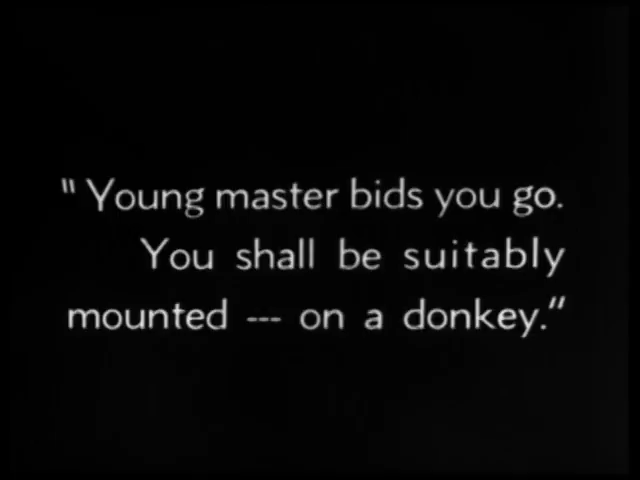 "Young master bids you go.
You shall be suitably
mounted --- on a donkey."